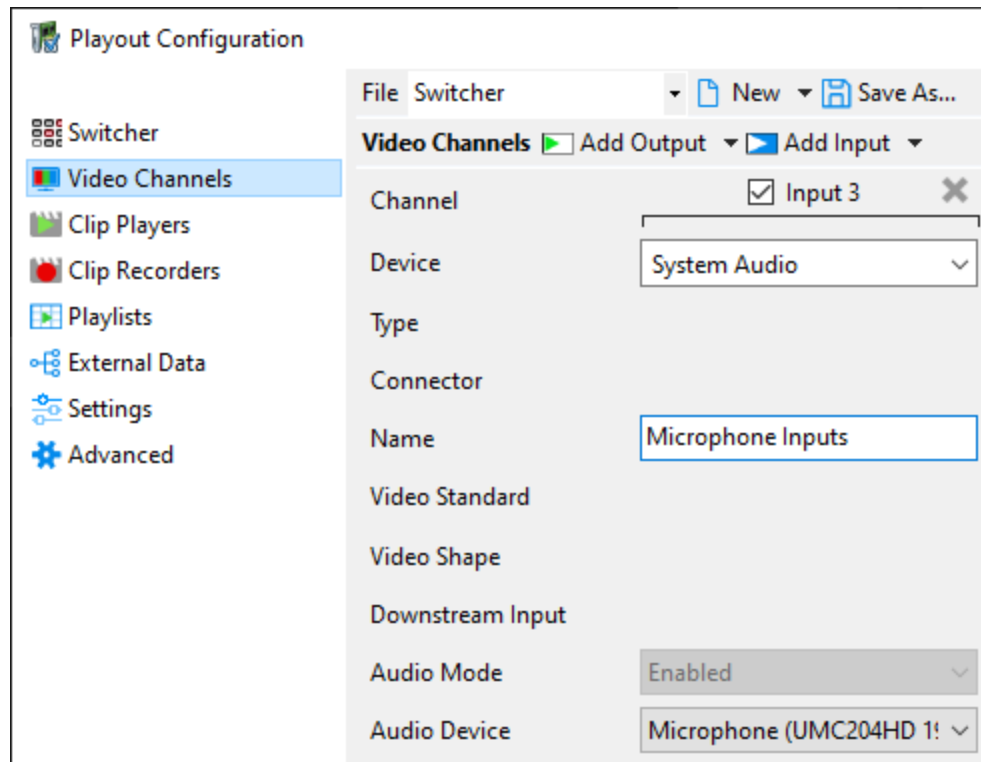 Playout Configuration
File Switcher New Save As...
Switcher
Video Channels Add Output Add Input
Video Channels
Channel Input 3
Clip Players
Device System Audio
Clip Recorders
Playlists
Type
External Data
Connector
Settings
Name Microphone Inputs
Advanced
Video Standard
Video Shape
Downstream Input
Audio Mode Enabled
Audio Device Microphone (UMC204HD